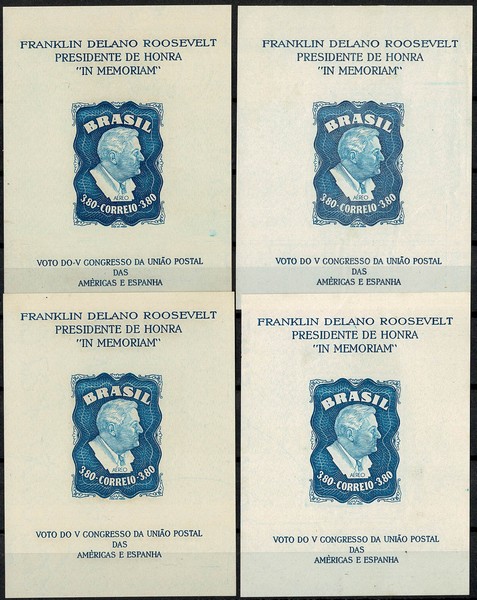 FRANKLIN DELANO ROOSEVELT
PRESIDENTE DE HONRA
"IN MEMORIAM"
BRASIL
AÉREO
3,80-CORREIO-3,80
VOTO DO-V CONGRESSO DA UNIÃO POSTAL
DAS
AMÉRICAS E ESPANHA
FRANKLIN DELANO ROOSEVELT
PRESIDENTE DE HONRA
"IN MEMORIAM"
BRASIL
AÉREO
3,80-CORREIO-3,80
VOTO DO V CONGRESSO DA UNIÃO POSTAL
DAS
AMÉRICAS E ESPANHA
FRANKLIN DELANO ROOSEVELT
PRESIDENTE DE HONRA
"IN MEMORIAM"
BRASIL
AÉREO
3,80-CORREIO-3,80
VOTO DO V CONGRESSO DA UNIÃO POSTAL
DAS
AMÉRICAS E ESPANHA
FRANKLIN DELANO ROOSEVELT
PRESIDENTE DE HONRA
"IN MEMORIAM"
BRASIL
AÉREO
3,80-CORREIO-3,80
VOTO DO V CONGRESSO DA UNIÃO POSTAL
DAS
AMÉRICAS E ESPANHA